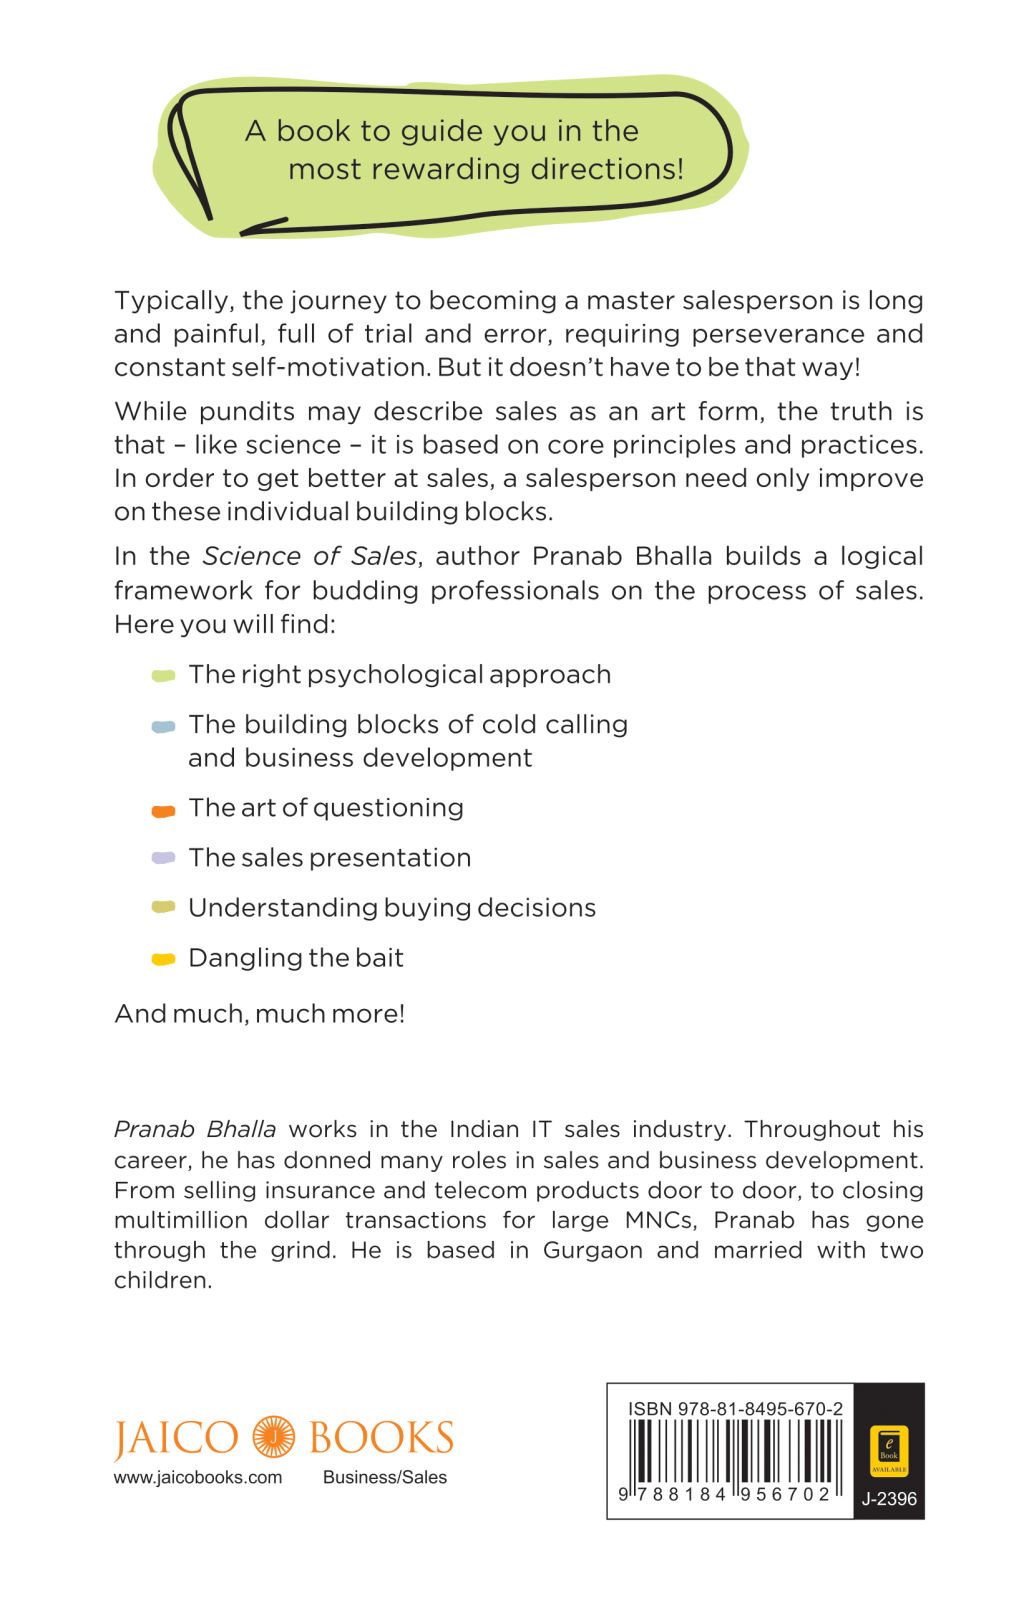 A book to guide you in the
most rewarding directions!
Typically, the journey to becoming a master salesperson is long
and painful, full of trial and error, requiring perseverance and
constant self-motivation. But it doesn’t have to be that way!
While pundits may describe sales as an art form, the truth is
that – like science – it is based on core principles and practices.
In order to get better at sales, a salesperson need only improve
on these individual building blocks.
In the Science of Sales, author Pranab Bhalla builds a logical
framework for budding professionals on the process of sales.
Here you will find:
The right psychological approach
The building blocks of cold calling
and business development
The art of questioning
The sales presentation
Understanding buying decisions
Dangling the bait
And much, much more!
Pranab Bhalla works in the Indian IT sales industry. Throughout his
career, he has donned many roles in sales and business development.
From selling insurance and telecom products door to door, to closing
multimillion dollar transactions for large MNCs, Pranab has gone
through the grind. He is based in Gurgaon and married with two
children.
JAICO J BOOKS
www.jaicobooks.com Business/Sales
ISBN 978-81-8495-670-2
9 788184 956702
e
Book
AVAILABLE
J-2396